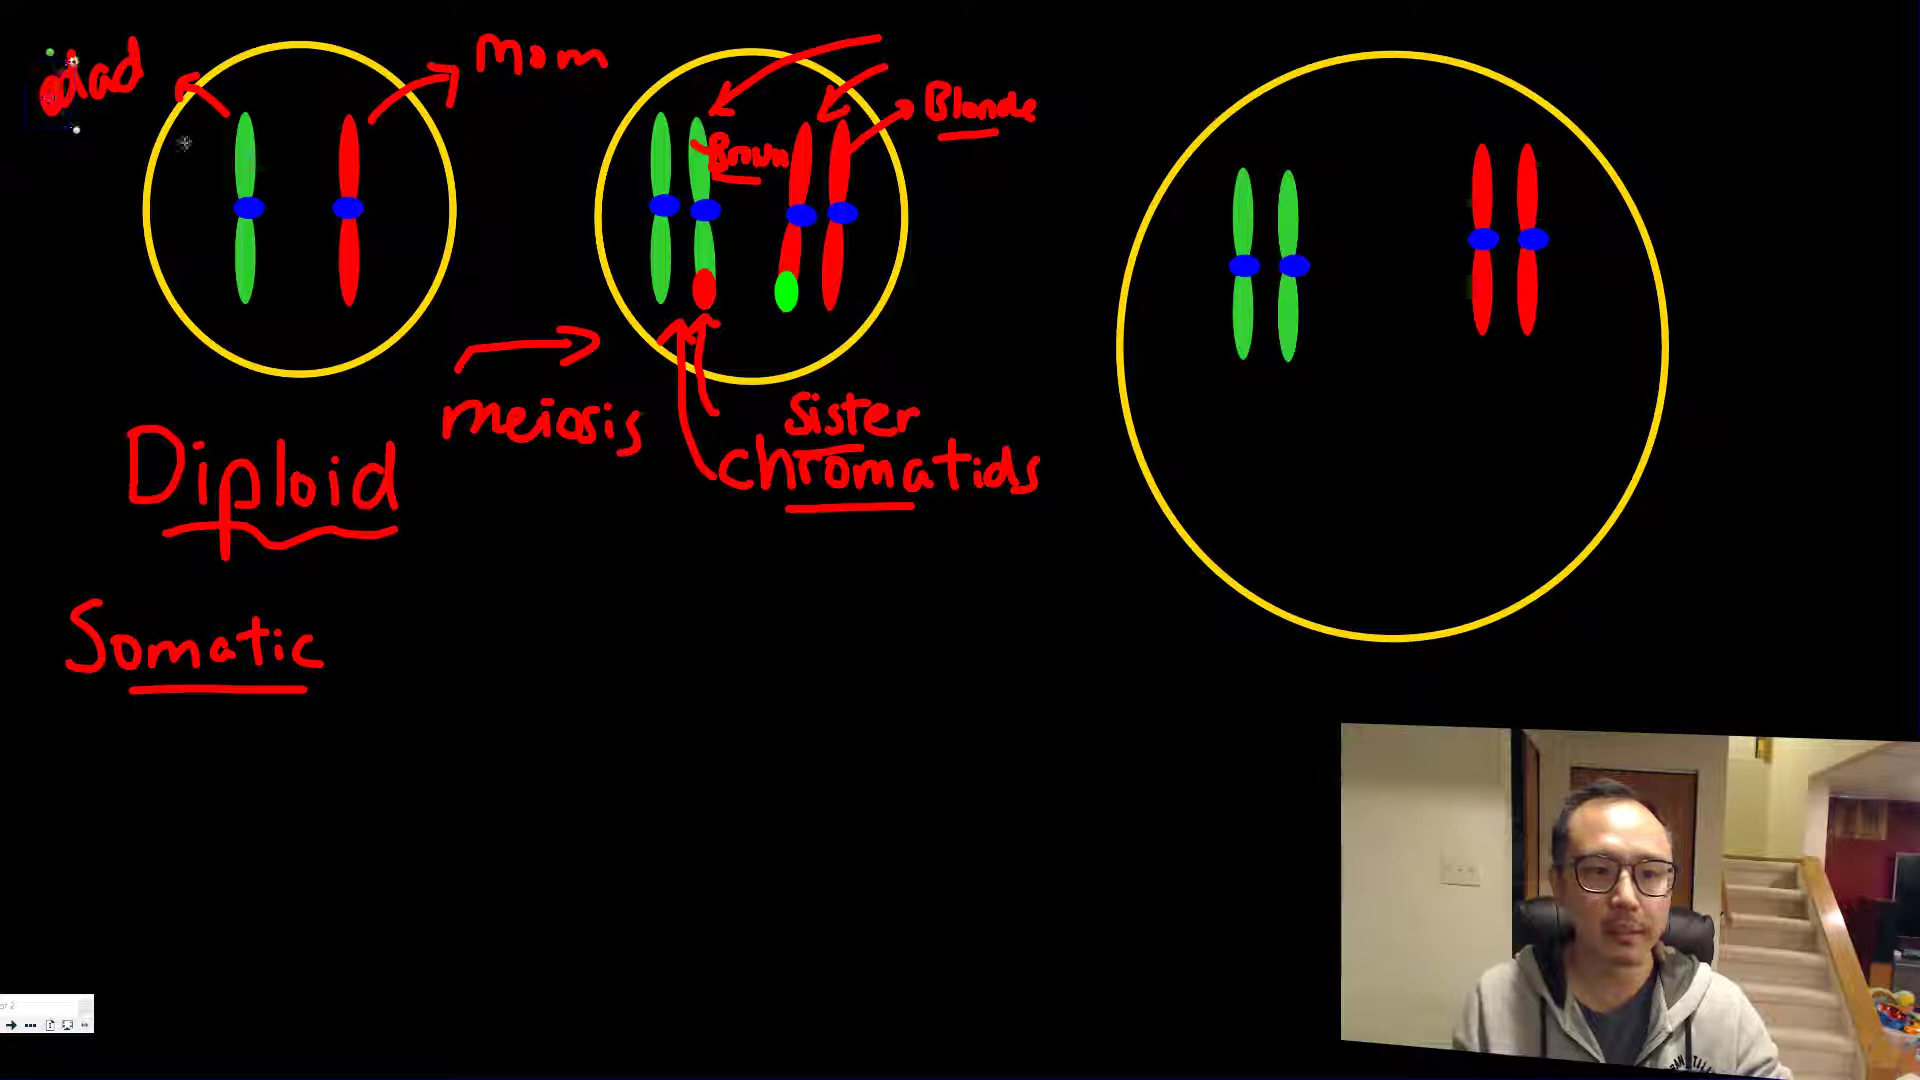 dad
Mom
Blonde
Brown
meiosis
Sister
chromatids
Diploid
Somatic